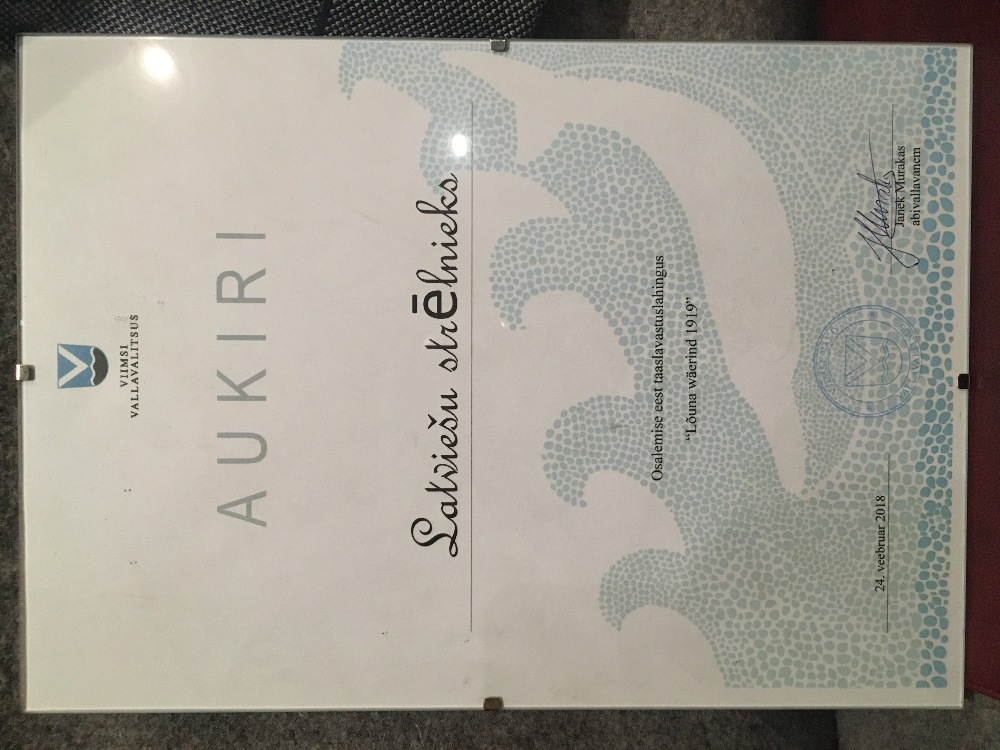 VIIMSI
VALLAVALITSUS
AUKIRI
Latviešu strēlnieks
Osalemise eest taaslavastuslahingus
“Lõuna wäerind 1919”
24. veebruar 2018
Janek Murakas
abivallavanem